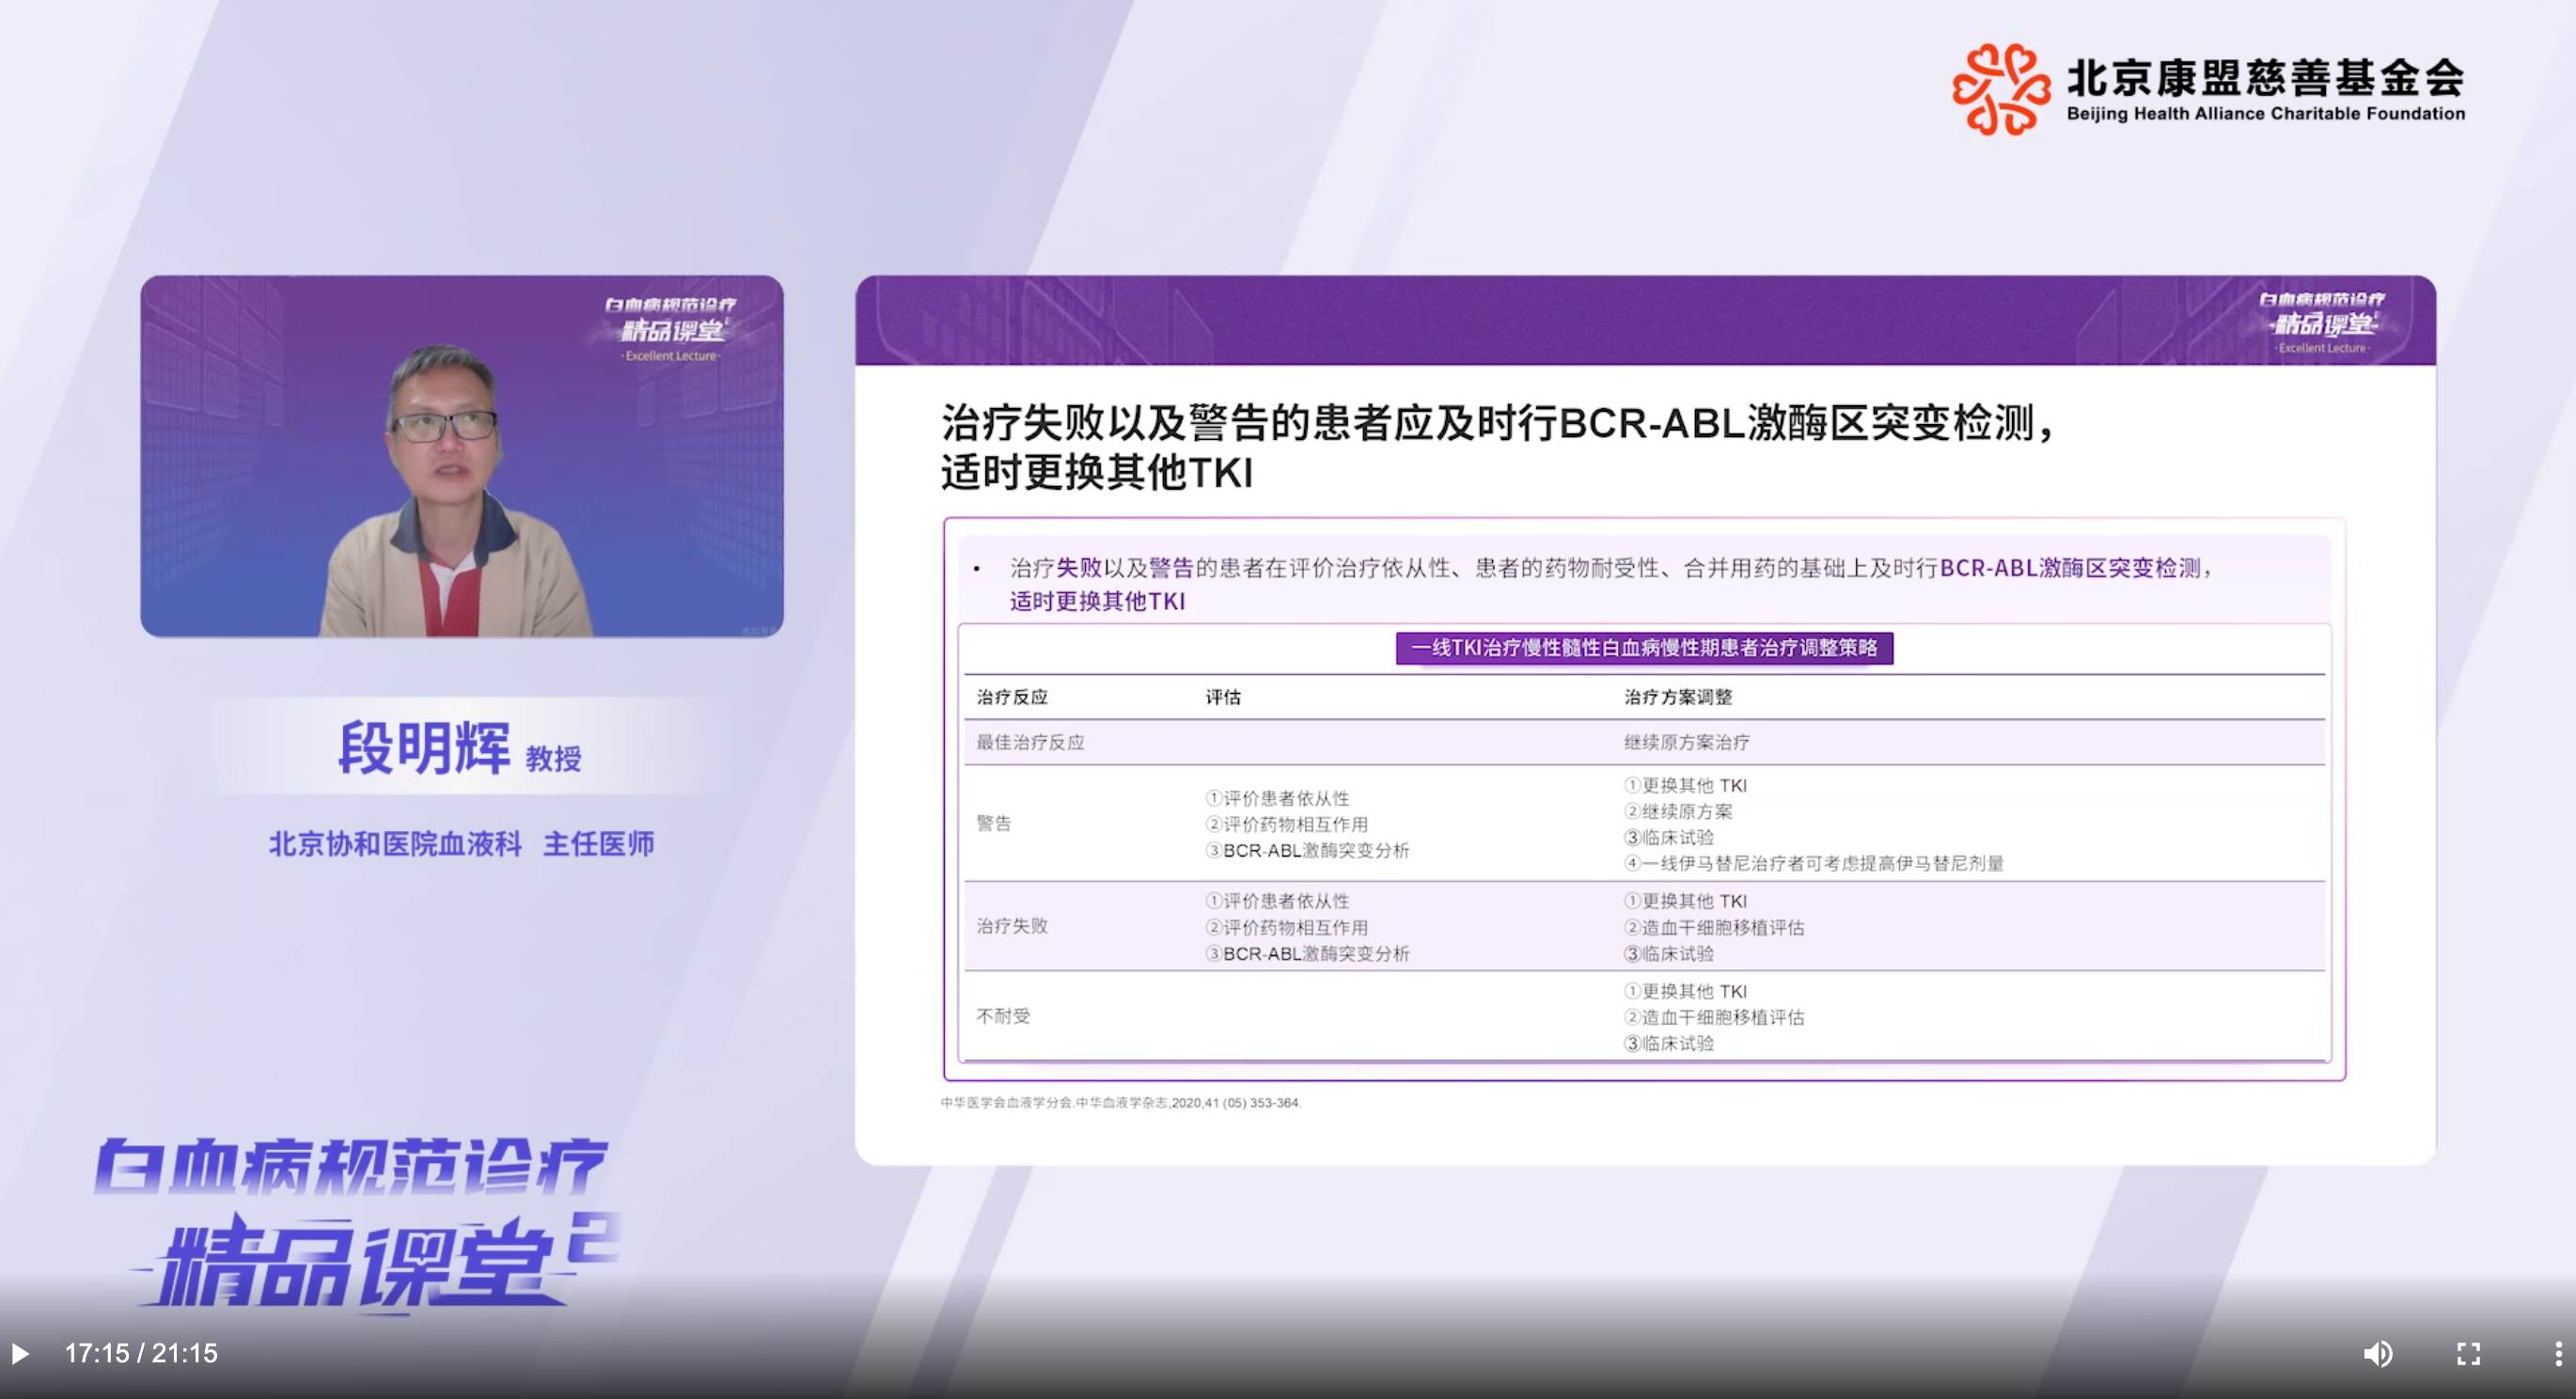 北京康盟慈善基金会
Beijing Health Alliance Charitable Foundation
白血病规范诊疗
精品课堂2
·Excellent Lecture·
段明辉 教授
北京协和医院血液科 主任医师
白血病规范诊疗
精品课堂2
白血病规范诊疗
精品课堂2
·Excellent Lecture·
治疗失败以及警告的患者应及时行BCR-ABL激酶区突变检测，
适时更换其他TKI
• 治疗失败以及警告的患者在评价治疗依从性、患者的药物耐受性、合并用药的基础上及时行BCR-ABL激酶区突变检测，
适时更换其他TKI
一线TKI治疗慢性髓性白血病慢性期患者治疗调整策略
治疗反应 评估 治疗方案调整
最佳治疗反应 继续原方案治疗
警告
①评价患者依从性
②评价药物相互作用
③BCR-ABL激酶突变分析
①更换其他 TKI
②继续原方案
③临床试验
④一线伊马替尼治疗者可考虑提高伊马替尼剂量
治疗失败
①评价患者依从性
②评价药物相互作用
③BCR-ABL激酶突变分析
①更换其他 TKI
②造血干细胞移植评估
③临床试验
不耐受
①更换其他 TKI
②造血干细胞移植评估
③临床试验
中华医学会血液学分会.中华血液学杂志,2020,41 (05) 353-364.
17:15 / 21:15